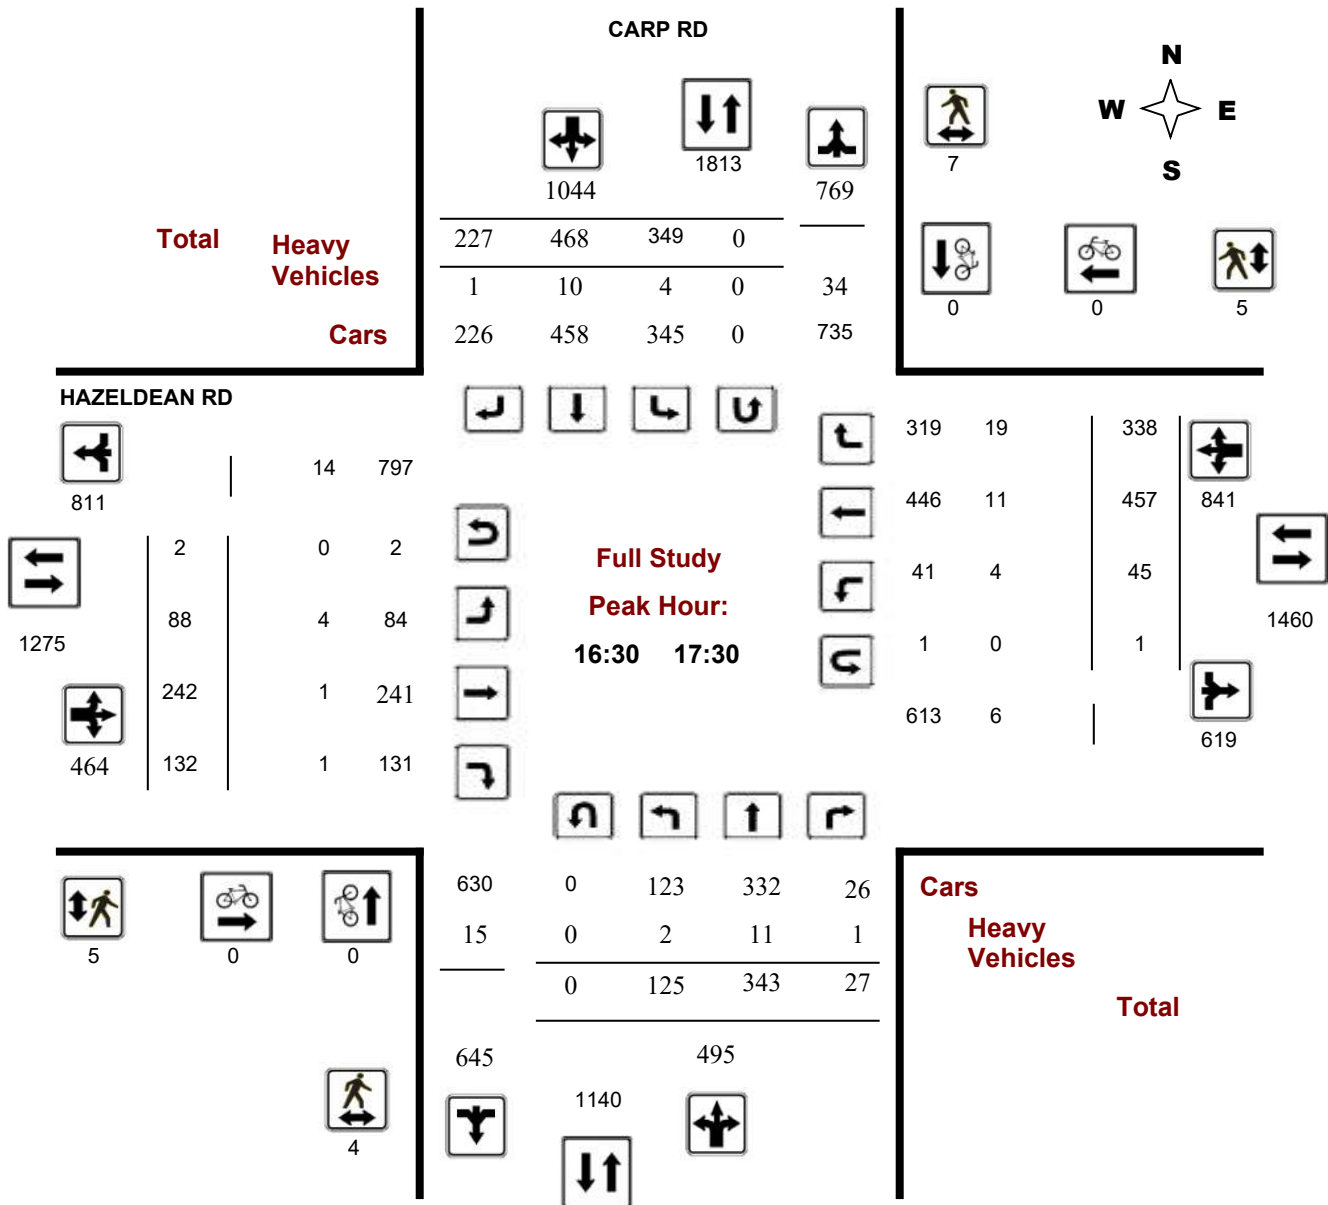 CARP RD
N
W E
S
1813
7
1044
769
Total
Heavy
Vehicles
Cars
227 468 349 0
1 10 4 0 34
226 458 345 0 735
0 0 5
HAZELDEAN RD
811
14 797
2 0 2
88 4 84
1275
242 1 241
464
132 1 131
Full Study
Peak Hour:
16:30 17:30
319 19 338
446 11 457
841
41 4 45
1460
1 0 1
613 6
619
5 0 0
630 0 123 332 26
15 0 2 11 1
0 125 343 27
Cars
Heavy
Vehicles
Total
645 495
1140
4